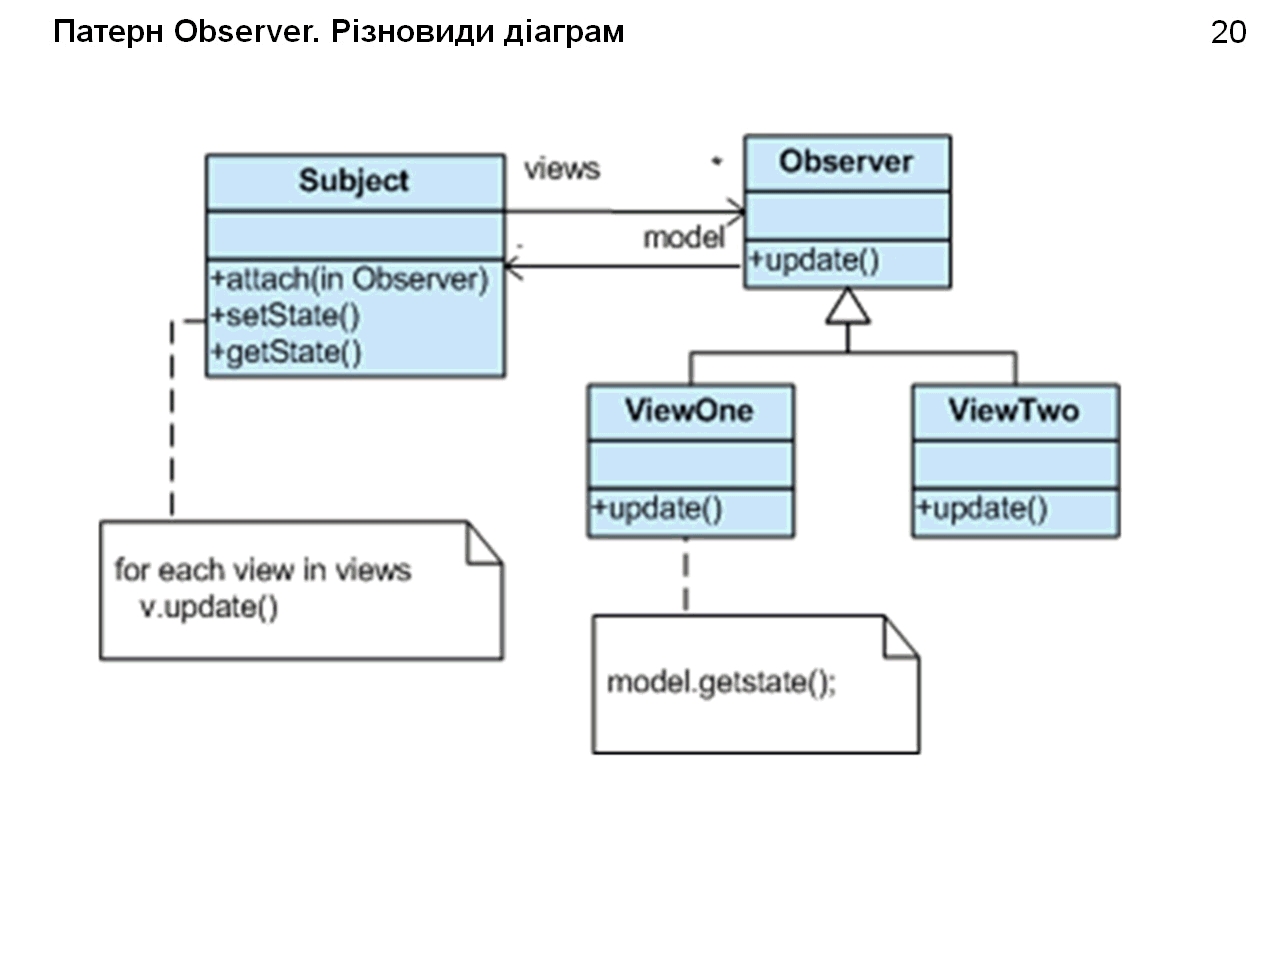 Патерн Observer. Різновиди діаграм
20
Subject
views
*
Observer
model
+update()
+attach(in Observer)
+setState()
+getState()
ViewOne
ViewTwo
+update()
+update()
for each view in views
v.update()
model.getstate();